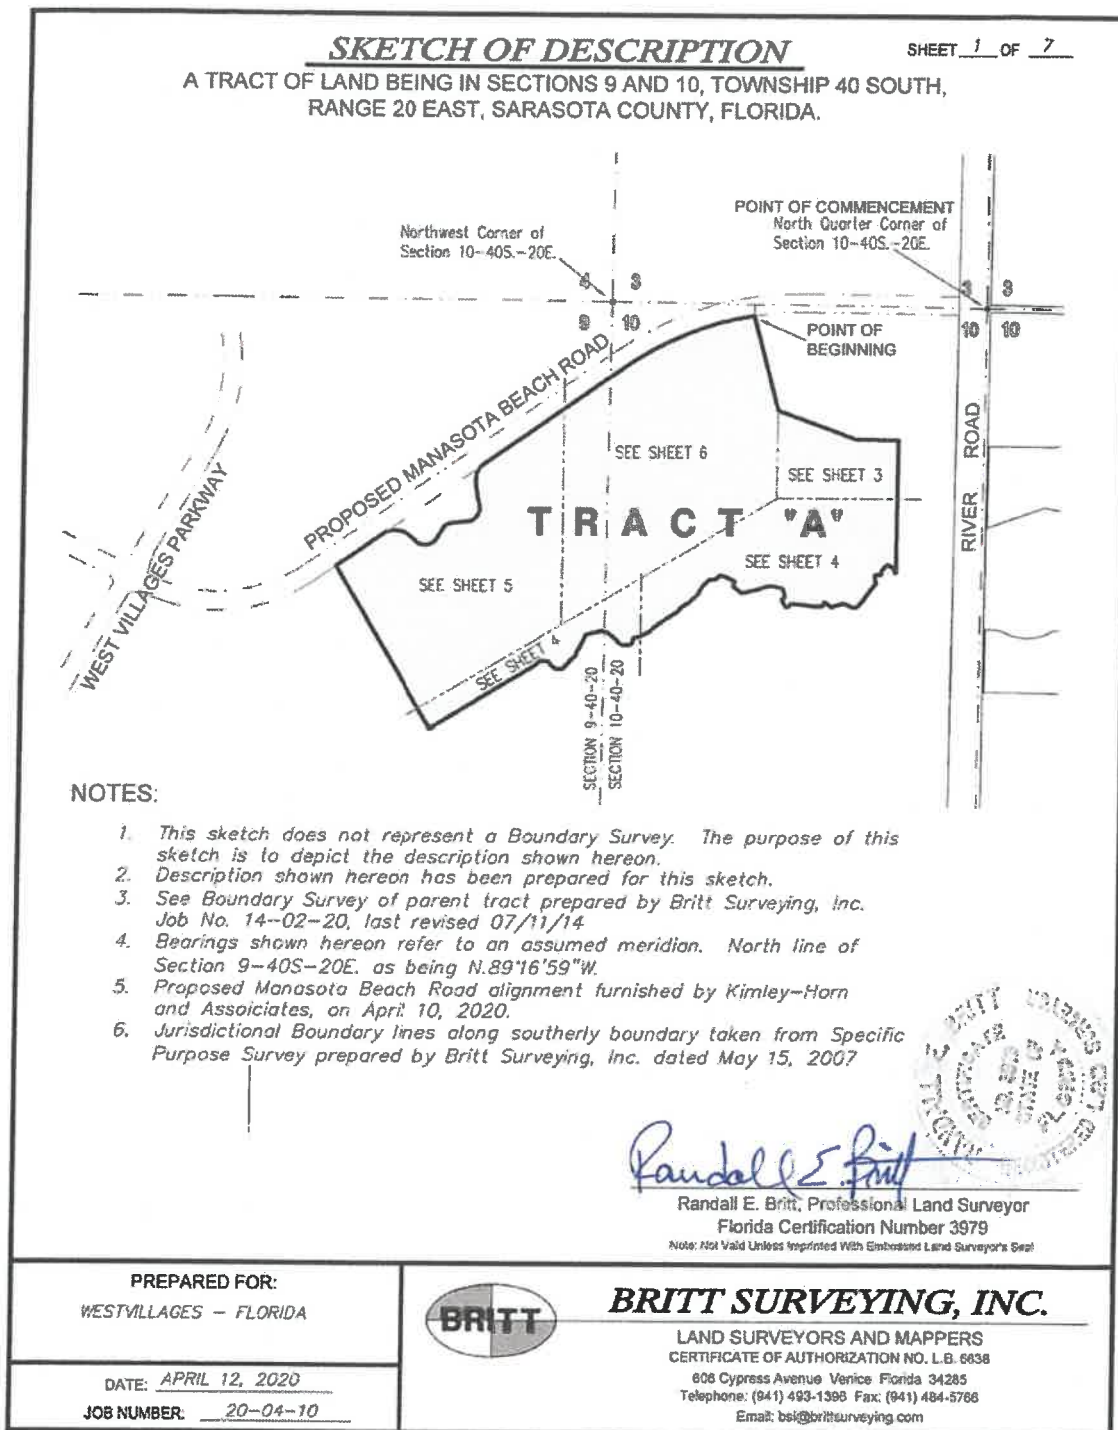 SKETCH OF DESCRIPTION
SHEET 1 OF 7
A TRACT OF LAND BEING IN SECTIONS 9 AND 10, TOWNSHIP 40 SOUTH,
RANGE 20 EAST, SARASOTA COUNTY, FLORIDA.
POINT OF COMMENCEMENT
North Quarter Corner of
Section 10-40S.-20E.
Northwest Corner of
Section 10-40S.-20E.
4 3
3 3
9 10
10 10
POINT OF
BEGINNING
PROPOSED MANASOTA BEACH ROAD
WEST VILLAGES PARKWAY
RIVER ROAD
SEE SHEET 6
SEE SHEET 3
TRACT "A"
SEE SHEET 4
SEE SHEET 5
SEE SHEET 4
SECTION 9-40-20
SECTION 10-40-20
NOTES:
1. This sketch does not represent a Boundary Survey. The purpose of this
sketch is to depict the description shown hereon.
2. Description shown hereon has been prepared for this sketch.
3. See Boundary Survey of parent tract prepared by Britt Surveying, Inc.
Job No. 14-02-20, last revised 07/11/14
4. Bearings shown hereon refer to an assumed meridian. North line of
Section 9-40S-20E. as being N.89°16'59"W.
5. Proposed Manasota Beach Road alignment furnished by Kimley-Horn
and Assoiciates, on April 10, 2020.
6. Jurisdictional Boundary lines along southerly boundary taken from Specific
Purpose Survey prepared by Britt Surveying, Inc. dated May 15, 2007
Randall E. Britt
Randall E. Britt, Professional Land Surveyor
Florida Certification Number 3979
Note: Not Valid Unless Imprinted With Embossed Land Surveyor's Seal
PREPARED FOR:
WESTVILLAGES - FLORIDA
DATE: APRIL 12, 2020
JOB NUMBER: 20-04-10
BRITT
BRITT SURVEYING, INC.
LAND SURVEYORS AND MAPPERS
CERTIFICATE OF AUTHORIZATION NO. L.B. 6638
606 Cypress Avenue Venice Florida 34285
Telephone: (941) 493-1396 Fax: (941) 484-5766
Email: bsi@brittsurveying.com